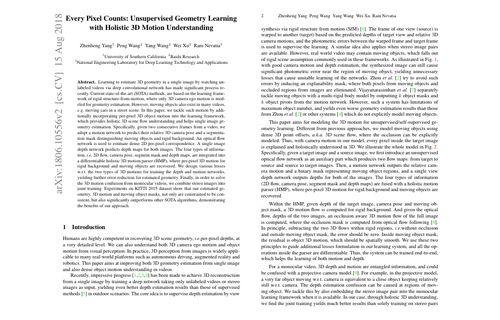 arXiv:1806.10556v2 [cs.CV] 15 Aug 2018
Every Pixel Counts: Unsupervised Geometry Learning
with Holistic 3D Motion Understanding
Zhenheng Yang Peng Wang Yang Wang Wei Xu Ram Nevatia
University of Southern California Baidu Research
National Engineering Laboratory for Deep Learning Technology and Applications
Abstract. Learning to estimate 3D geometry in a single image by watching un-
labeled videos via deep convolutional network has made significant process re-
cently. Current state-of-the-art (SOTA) methods, are based on the learning frame-
work of rigid structure-from-motion, where only 3D camera ego motion is mod-
eled for geometry estimation. However, moving objects also exist in many videos,
e.g. moving cars in a street scene. In this paper, we tackle such motion by addi-
tionally incorporating per-pixel 3D object motion into the learning framework,
which provides holistic 3D scene flow understanding and helps single image ge-
ometry estimation. Specifically, given two consecutive frames from a video, we
adopt a motion network to predict their relative 3D camera pose and a segmenta-
tion mask distinguishing moving objects and rigid background. An optical flow
network is used to estimate dense 2D per-pixel correspondence. A single image
depth network predicts depth maps for both images. The four types of informa-
tion, i.e. 2D flow, camera pose, segment mask and depth maps, are integrated into
a differentiable holistic 3D motion parser (HMP), where per-pixel 3D motion for
rigid background and moving objects are recovered. We design various losses
w.r.t. the two types of 3D motions for training the depth and motion networks,
yielding further error reduction for estimated geometry. Finally, in order to solve
the 3D motion confusion from monocular videos, we combine stereo images into
joint training. Experiments on KITTI 2015 dataset show that our estimated ge-
ometry, 3D motion and moving object masks, not only are constrained to be con-
sistent, but also significantly outperforms other SOTA algorithms, demonstrating
the benefits of our approach.
1 Introduction
Humans are highly competent in recovering 3D scene geometry, i.e. per-pixel depths, at
a very detailed level. We can also understand both 3D camera ego motion and object
motion from visual perception. In practice, 3D perception from images is widely applic-
able to many real-world platforms such as autonomous driving, augmented reality and
robotics. This paper aims at improving both 3D geometry estimation from single image
and also dense object motion understanding in videos.
Recently, impressive progress has been made to achieve 3D reconstruction
from a single image by training a deep network taking only unlabeled videos or stereo
images as input, yielding even better depth estimation results than those of supervised
methods in outdoor scenarios. The core idea is to supervise depth estimation by view
2 Zhenheng Yang Peng Wang Yang Wang Wei Xu Ram Nevatia
synthesis via rigid structure from motion (SfM). The frame of one view (source) is
warped to another (target) based on the predicted depths of target view and relative 3D
camera motions, and the photometric errors between the warped frame and target frame
is used to supervise the learning. A similar idea also applies when stereo image pairs
are available. However, real world video may contain moving objects, which falls out
of rigid scene assumption commonly used in these frameworks. As illustrated in Fig. 1,
with good camera motion and depth estimation, the synthesized image can still cause
significant photometric error near the region of moving object, yielding unnecessary
losses that cause unstable learning of the networks. Zhou et al. try to avoid such
errors by inducing an explanability mask, where both pixels from moving objects and
occluded regions from images are eliminated. Vijayanarasimhan et al. separately
tackle moving objects with a multi-rigid body model by outputting k object masks and
k object pivots from the motion network. However, such a system has limitations of
maximum object number, and yields even worse geometry estimation results than those
from Zhou et al. or other systems which do not explicitly model moving objects.
This paper aims for modeling the 3D motion for unsupervised/self-supervised ge-
ometry learning. Different from previous approaches, we model moving objects using
dense 3D point offsets, a.k.a. 3D scene flow, where the occlusion can be explicitly
modeled. Thus, with camera motion in our model, every pixel inside the target image
is explained and holistically understood in 3D. We illustrate the whole model in Fig. 2.
Specifically, given a target image and a source image, we first introduce an unsupervised
optical flow network as an auxiliary part which produces two flow maps: from target to
source and source to target images. Then, a motion network outputs the relative cam-
era motion and a binary mask representing moving object regions, and a single view
depth network outputs depths for both of the images. The four types of information
(2D flow, camera pose, segment mask and depth maps) are fused with a holistic motion
parser (HMP), where per-pixel 3D motion for rigid background and moving objects are
recovered.
Within the HMP, given depth of the target image, camera pose and moving ob-
ject mask, a 3D motion flow is computed for rigid background. And given the optical
flow, depths of the two images, an occlusion aware 3D motion flow of the full image
is computed, where the occlusion mask is computed from optical flow following.
In principle, subtracting the two 3D flows within rigid regions, i.e. without occlusion
and outside moving object mask, the error should be zero. Inside moving object mask,
the residual is object 3D motion, which should be spatially smooth. We use these two
principles to guide additional losses formulation in our learning system, and all the op-
erations inside the parser are differentiable. Thus, the system can be trained end-to-end,
which helps the learning of both motion and depth.
For a monocular video, 3D depth and motion are entangled information, and could
be confused with a projective camera model. For example, in the projective model,
a very far object moving w.r.t. camera is equivalent to a close object keeping relatively
still w.r.t. camera. The depth estimation confusion can be caused at regions of mov-
ing object. We tackle this by also embedding the stereo image pair into the monocular
learning framework when it is available. In our case, through holistic 3D understanding,
we find the joint training yields much better results than solely training on stereo pairs